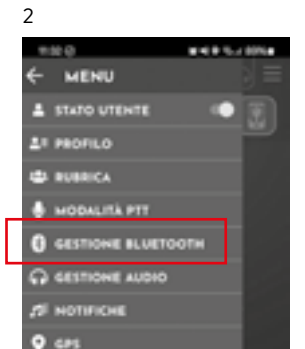 2
MENU
STATO UTENTE
PROFILO
RUBRICA
MODALITÀ PTT
GESTIONE BLUETOOTH
GESTIONE AUDIO
NOTIFICHE
GPS